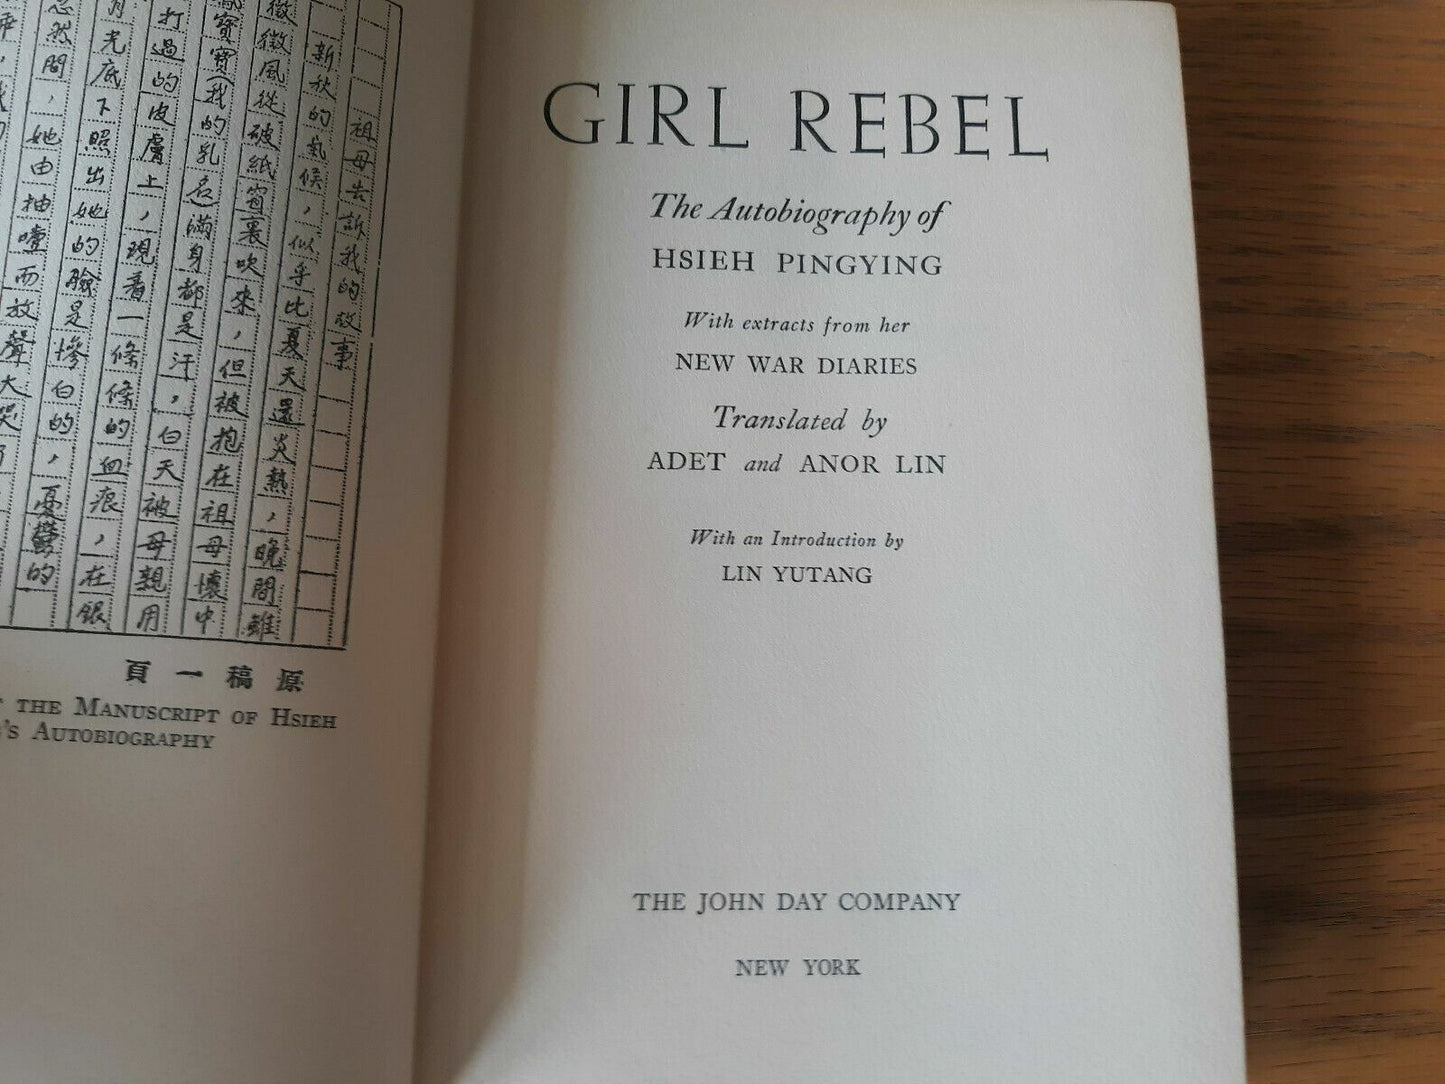 祖母告訴我的故事
新秋的氣候，似乎比夏天還炎熱，晚間雖
微微風從破紙窗裏吹來，但被抱在祖母懷中
寶寶（我的乳名）滿身都是汗，白天被母親用
打過的皮膚上，現着一條條的血痕，在銀
月光底下照出她的臉是慘白的，憂鬱的
忽然間，她由抽噎而放聲大哭了
原稿一頁
THE MANUSCRIPT OF HSIEH
'S AUTOBIOGRAPHY
GIRL REBEL
The Autobiography of
HSIEH PINGYING
With extracts from her
NEW WAR DIARIES
Translated by
ADET and ANOR LIN
With an Introduction by
LIN YUTANG
THE JOHN DAY COMPANY
NEW YORK